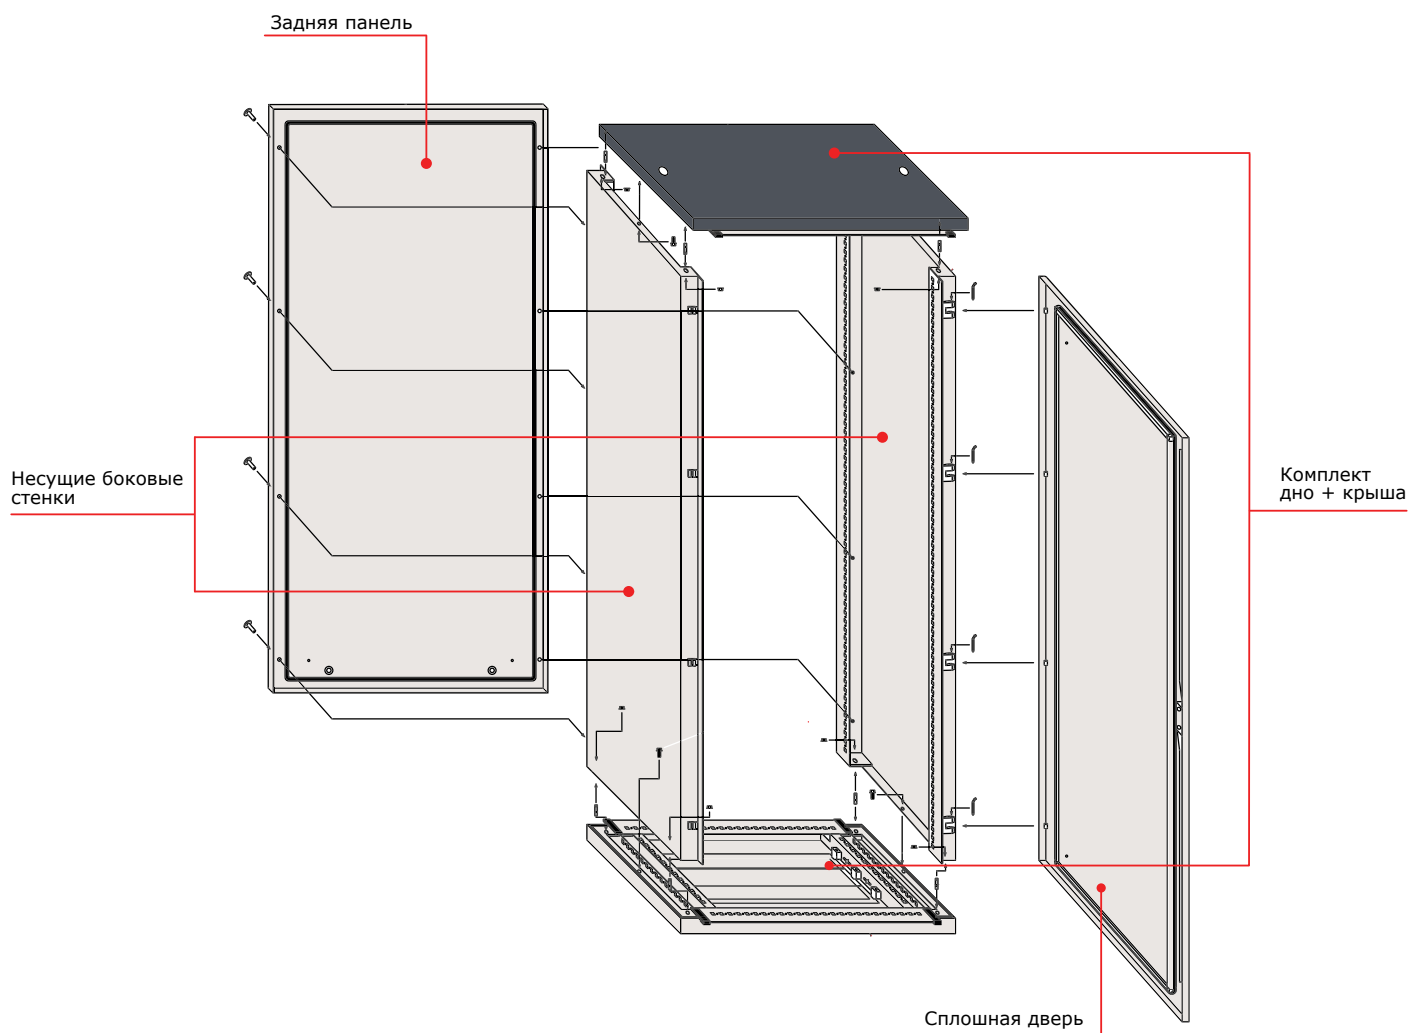 Задняя панель
Несущие боковые
стенки
Комплект
дно + крыша
Сплошная дверь